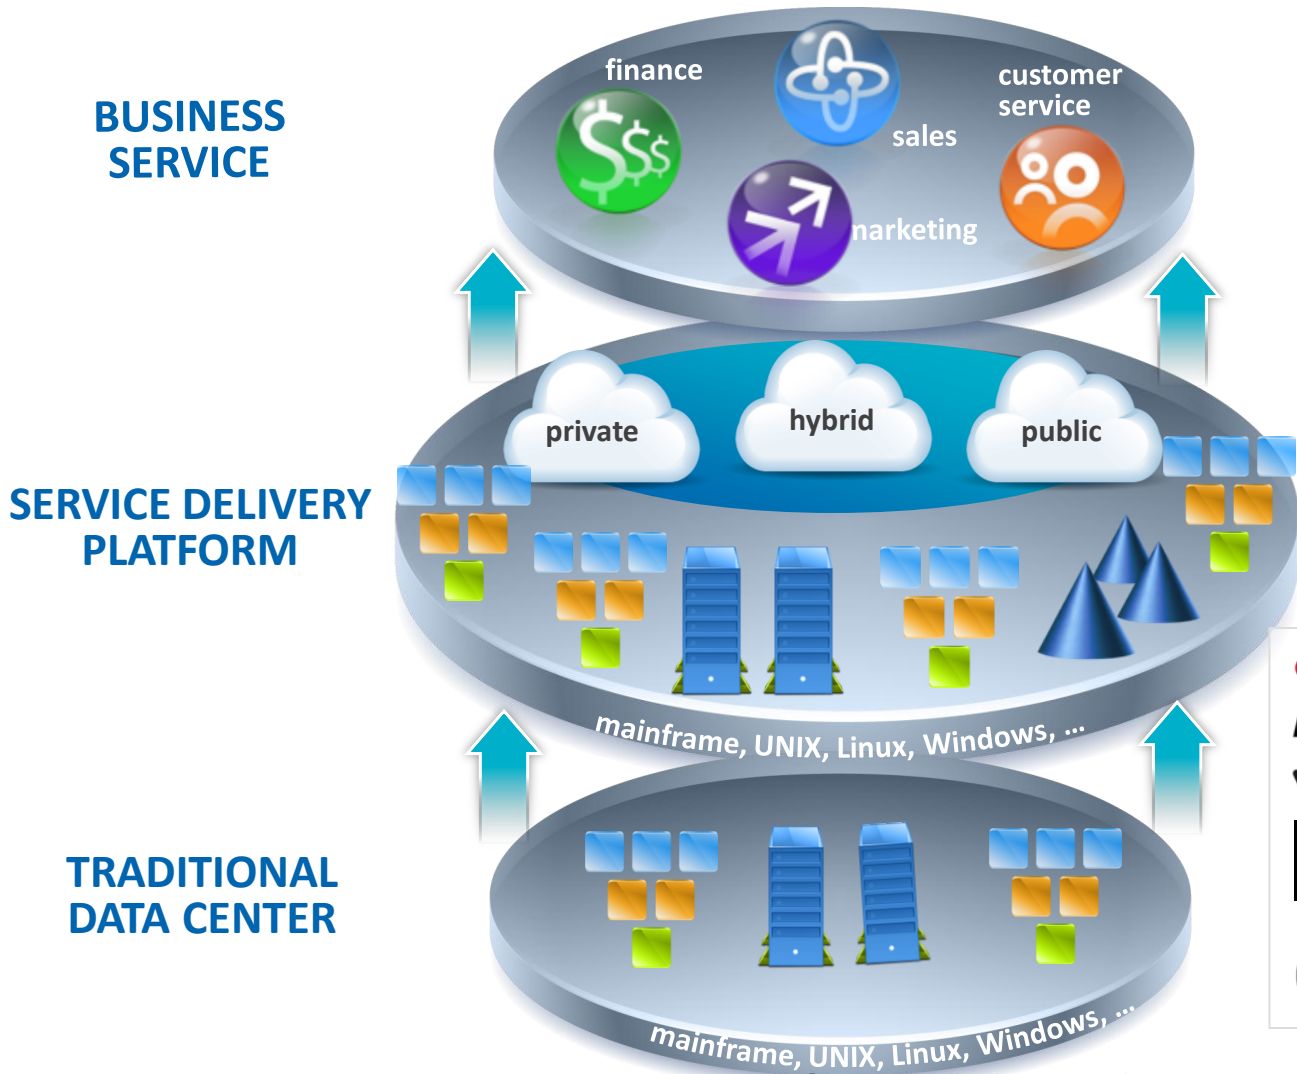 BUSINESS
SERVICE
finance
sales
customer
service
marketing
private
hybrid
public
SERVICE DELIVERY
PLATFORM
mainframe, UNIX, Linux, Windows, ...
TRADITIONAL
DATA CENTER
mainframe, UNIX, Linux, Windows, ...